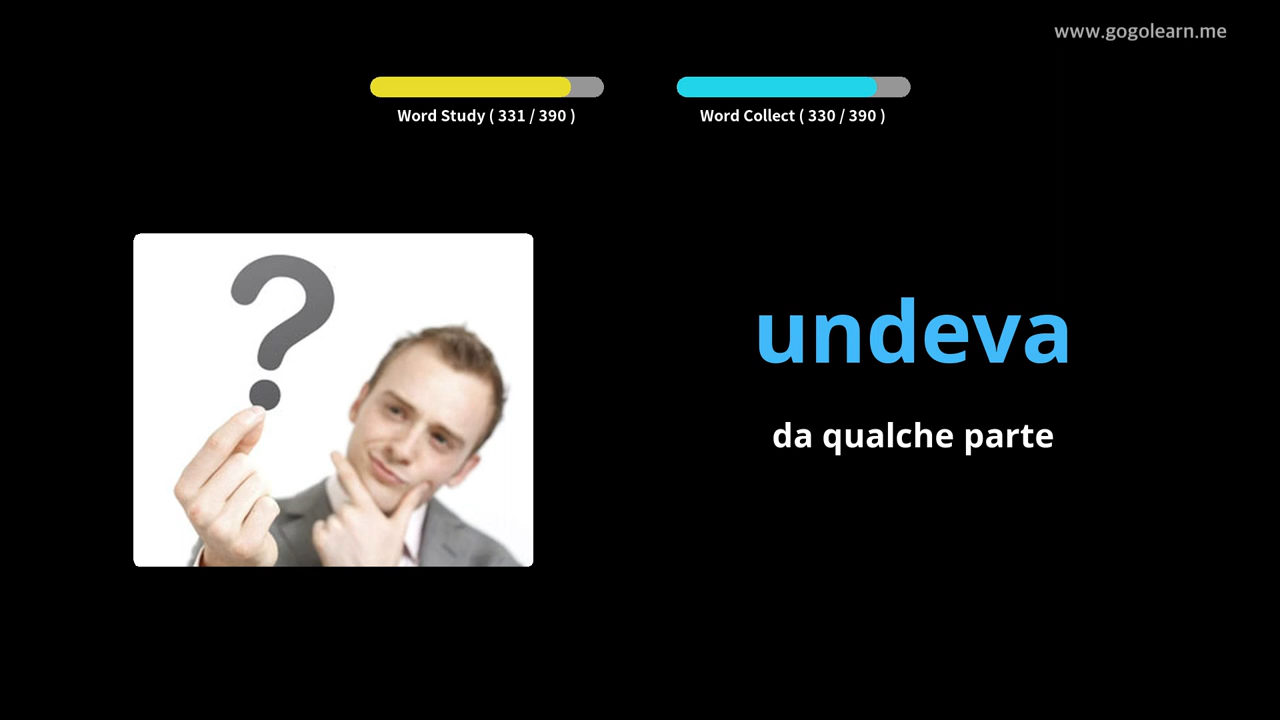 www.gogolearn.me
Word Study ( 331 / 390 )
Word Collect ( 330 / 390 )
undeva
da qualche parte